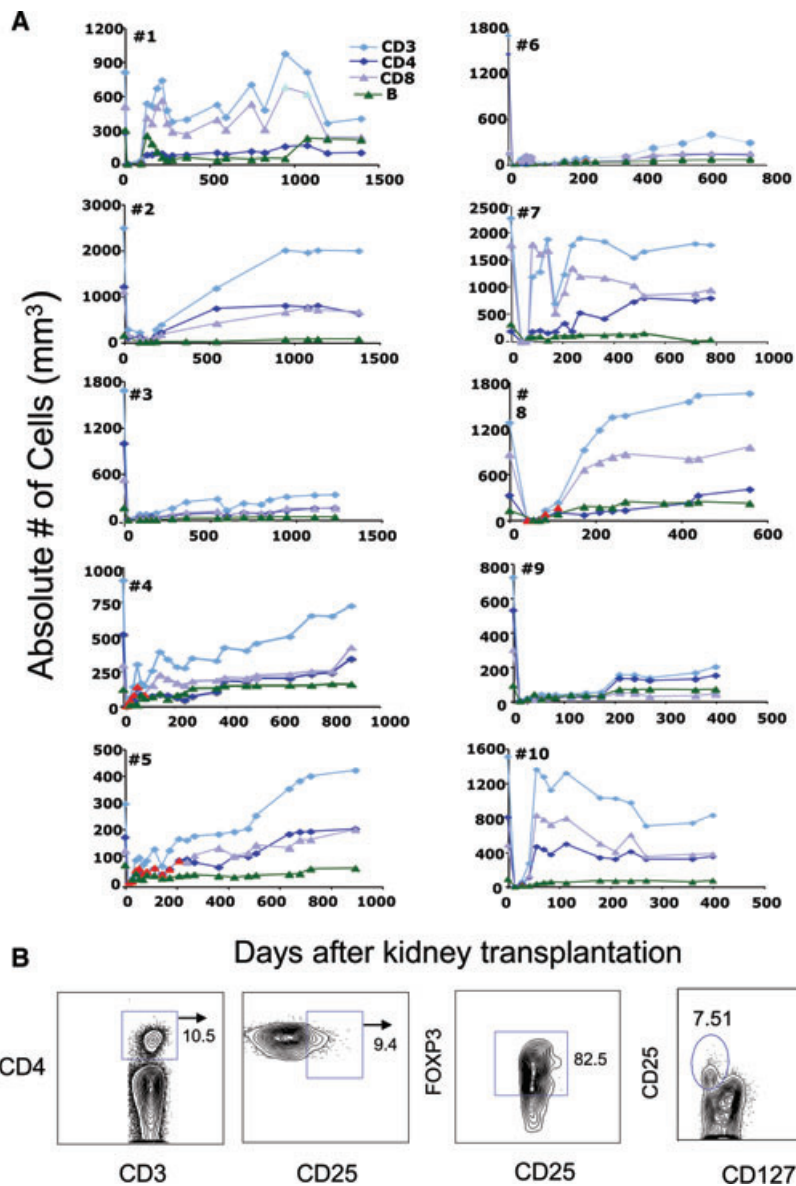 A
Absolute # of Cells (mm³)
#1
CD3
CD4
CD8
B
1200
900
600
300
0
0 500 1000 1500
#2
3000
2000
1000
0
0 500 1000 1500
#3
1800
1200
600
0
0 500 1000 1500
#4
1000
750
500
250
0
0 200 400 600 800 1000
#5
500
400
300
200
100
0
0 200 400 600 800 1000
#6
1800
1200
600
0
0 200 400 600 800
#7
2500
2000
1500
1000
500
0
0 200 400 600 800 1000
#
8
1800
1200
600
0
0 200 400 600
#9
800
600
400
200
0
0 100 200 300 400 500
#10
1600
1200
800
400
0
0 100 200 300 400 500
Days after kidney transplantation
B
CD4
10.5
CD3
9.4
CD25
FOXP3
82.5
CD25
CD25
7.51
CD127